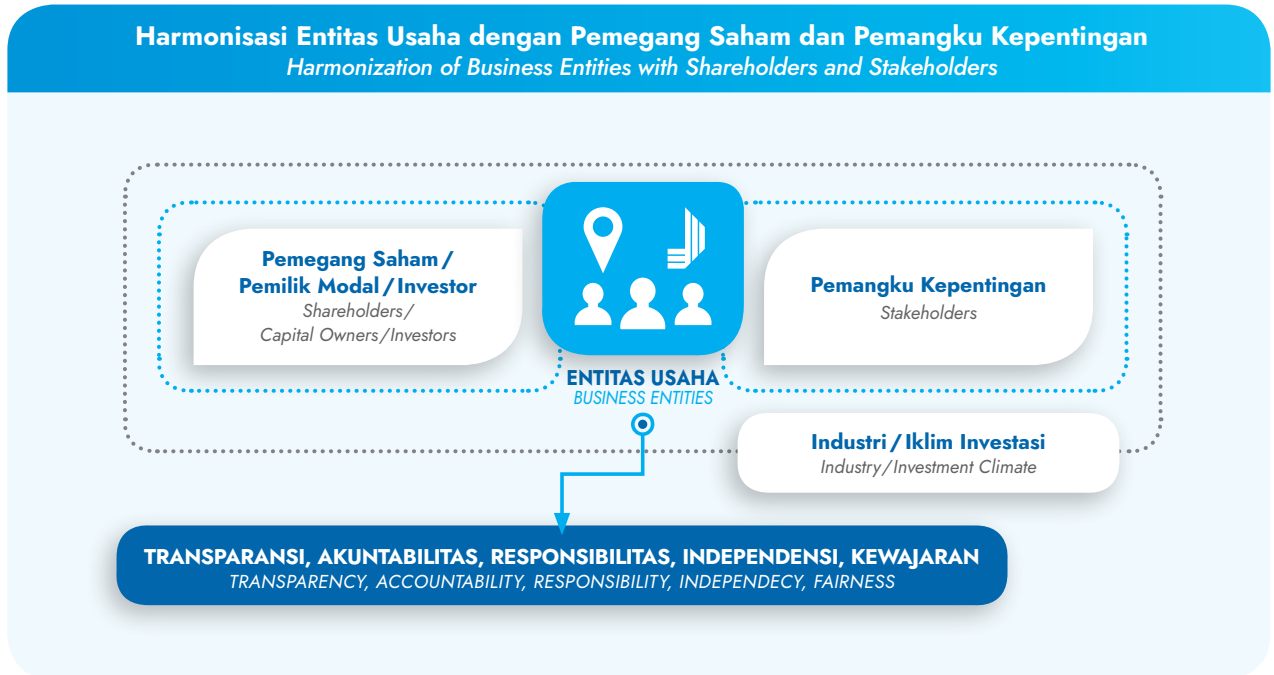 Harmonisasi Entitas Usaha dengan Pemegang Saham dan Pemangku Kepentingan
Harmonization of Business Entities with Shareholders and Stakeholders
Pemegang Saham/
Pemilik Modal/Investor
Shareholders/
Capital Owners/Investors
Pemangku Kepentingan
Stakeholders
ENTITAS USAHA
BUSINESS ENTITIES
Industri/Iklim Investasi
Industry/Investment Climate
TRANSPARANSI, AKUNTABILITAS, RESPONSIBILITAS, INDEPENDENSI, KEWAJARAN
TRANSPARENCY, ACCOUNTABILITY, RESPONSIBILITY, INDEPENDECY, FAIRNESS